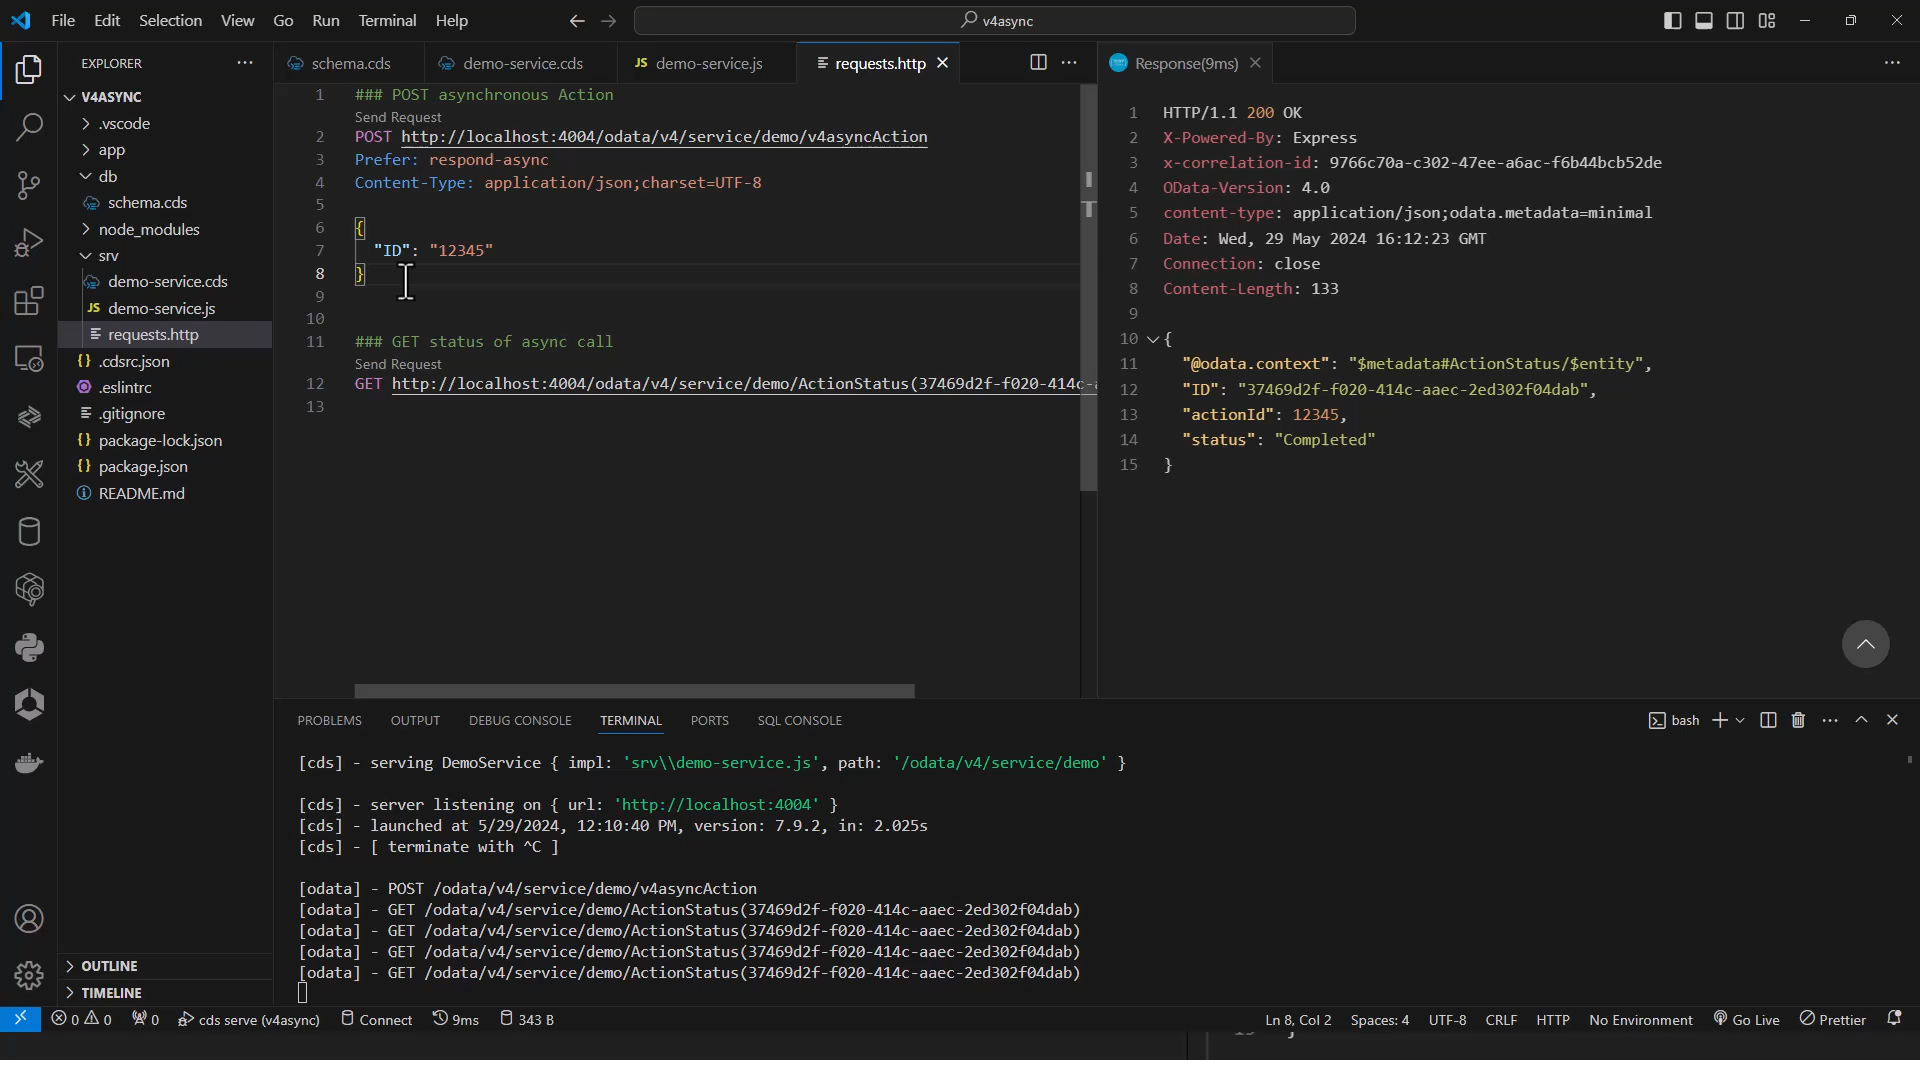 File Edit Selection View Go Run Terminal Help
v4async
EXPLORER
V4ASYNC
.vscode
app
db
schema.cds
node_modules
srv
demo-service.cds
JS demo-service.js
requests.http
{} .cdsrc.json
.eslintrc
.gitignore
{} package-lock.json
{} package.json
README.md
OUTLINE
TIMELINE
schema.cds
demo-service.cds
JS demo-service.js
requests.http
1 ### POST asynchronous Action
Send Request
2 POST http://localhost:4004/odata/v4/service/demo/v4asyncAction
3 Prefer: respond-async
4 Content-Type: application/json;charset=UTF-8
5
6 {
7 "ID": "12345"
8 }
9
10
11 ### GET status of async call
Send Request
12 GET http://localhost:4004/odata/v4/service/demo/ActionStatus(37469d2f-f020-414c-
13
Response(9ms)
1 HTTP/1.1 200 OK
2 X-Powered-By: Express
3 x-correlation-id: 9766c70a-c302-47ee-a6ac-f6b44bcb52de
4 OData-Version: 4.0
5 content-type: application/json;odata.metadata=minimal
6 Date: Wed, 29 May 2024 16:12:23 GMT
7 Connection: close
8 Content-Length: 133
9
10 {
11 "@odata.context": "$metadata#ActionStatus/$entity",
12 "ID": "37469d2f-f020-414c-aaec-2ed302f04dab",
13 "actionId": 12345,
14 "status": "Completed"
15 }
PROBLEMS OUTPUT DEBUG CONSOLE TERMINAL PORTS SQL CONSOLE
bash
[cds] - serving DemoService { impl: 'srv\\demo-service.js', path: '/odata/v4/service/demo' }
[cds] - server listening on { url: 'http://localhost:4004' }
[cds] - launched at 5/29/2024, 12:10:40 PM, version: 7.9.2, in: 2.025s
[cds] - [ terminate with ^C ]
[odata] - POST /odata/v4/service/demo/v4asyncAction
[odata] - GET /odata/v4/service/demo/ActionStatus(37469d2f-f020-414c-aaec-2ed302f04dab)
[odata] - GET /odata/v4/service/demo/ActionStatus(37469d2f-f020-414c-aaec-2ed302f04dab)
[odata] - GET /odata/v4/service/demo/ActionStatus(37469d2f-f020-414c-aaec-2ed302f04dab)
[odata] - GET /odata/v4/service/demo/ActionStatus(37469d2f-f020-414c-aaec-2ed302f04dab)
0 0 0 cds serve (v4async) Connect 9ms 343 B
Ln 8, Col 2 Spaces: 4 UTF-8 CRLF HTTP No Environment Go Live Prettier